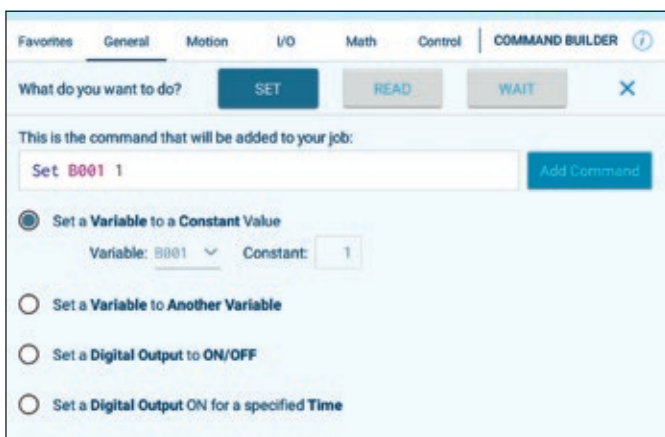 Favorites General Motion I/O Math Control COMMAND BUILDER i
What do you want to do? SET READ WAIT X
This is the command that will be added to your job:
Set B001 1 Add Command
Set a Variable to a Constant Value
Variable: B001 Constant: 1
Set a Variable to Another Variable
Set a Digital Output to ON/OFF
Set a Digital Output ON for a specified Time